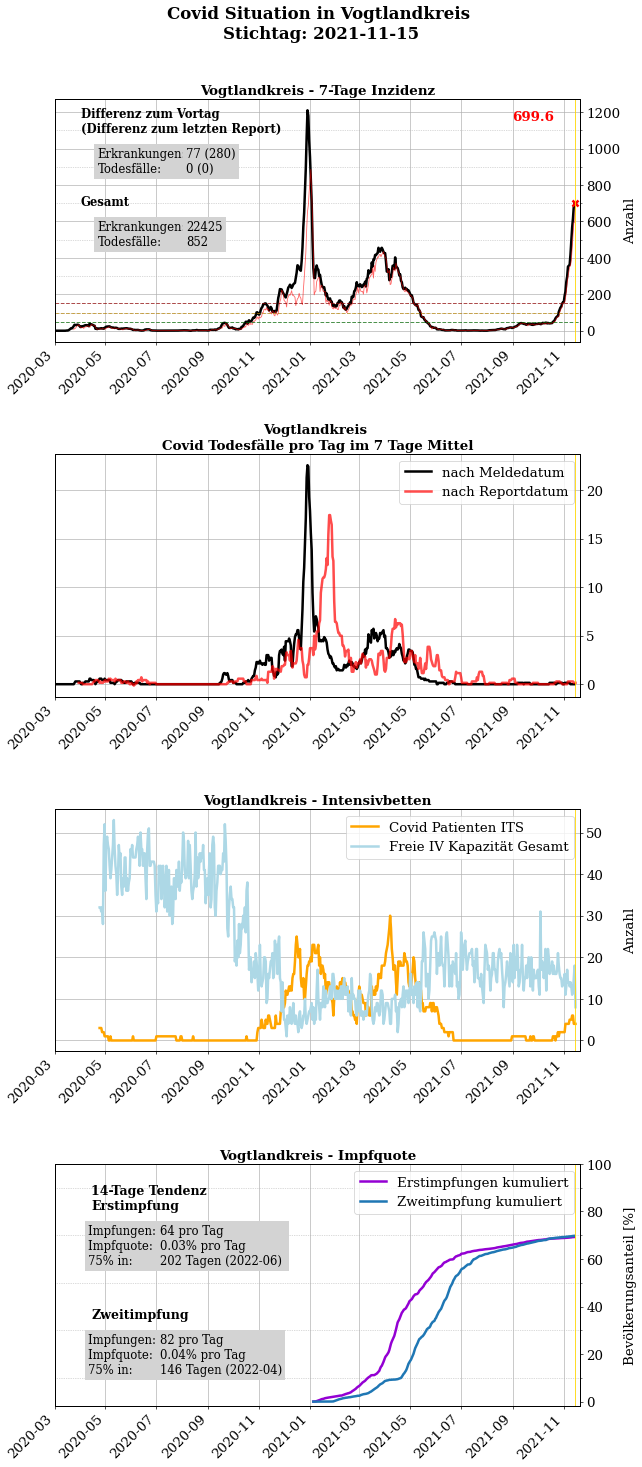 Covid Situation in Vogtlandkreis
Stichtag: 2021-11-15
Vogtlandkreis - 7-Tage Inzidenz
Differenz zum Vortag
(Differenz zum letzten Report)
Erkrankungen 77 (280)
Todesfälle: 0 (0)
Gesamt
Erkrankungen 22425
Todesfälle: 852
699.6
1200
1000
800
600
400
200
0
Anzahl
2020-03
2020-05
2020-07
2020-09
2020-11
2021-01
2021-03
2021-05
2021-07
2021-09
2021-11
Vogtlandkreis
Covid Todesfälle pro Tag im 7 Tage Mittel
nach Meldedatum
nach Reportdatum
20
15
10
5
0
2020-03
2020-05
2020-07
2020-09
2020-11
2021-01
2021-03
2021-05
2021-07
2021-09
2021-11
Vogtlandkreis - Intensivbetten
Covid Patienten ITS
Freie IV Kapazität Gesamt
50
40
30
20
10
0
Anzahl
2020-03
2020-05
2020-07
2020-09
2020-11
2021-01
2021-03
2021-05
2021-07
2021-09
2021-11
Vogtlandkreis - Impfquote
14-Tage Tendenz
Erstimpfung
Impfungen: 64 pro Tag
Impfquote: 0.03% pro Tag
75% in: 202 Tagen (2022-06)
Zweitimpfung
Impfungen: 82 pro Tag
Impfquote: 0.04% pro Tag
75% in: 146 Tagen (2022-04)
Erstimpfungen kumuliert
Zweitimpfung kumuliert
100
80
60
40
20
0
Bevölkerungsanteil [%]
2020-03
2020-05
2020-07
2020-09
2020-11
2021-01
2021-03
2021-05
2021-07
2021-09
2021-11